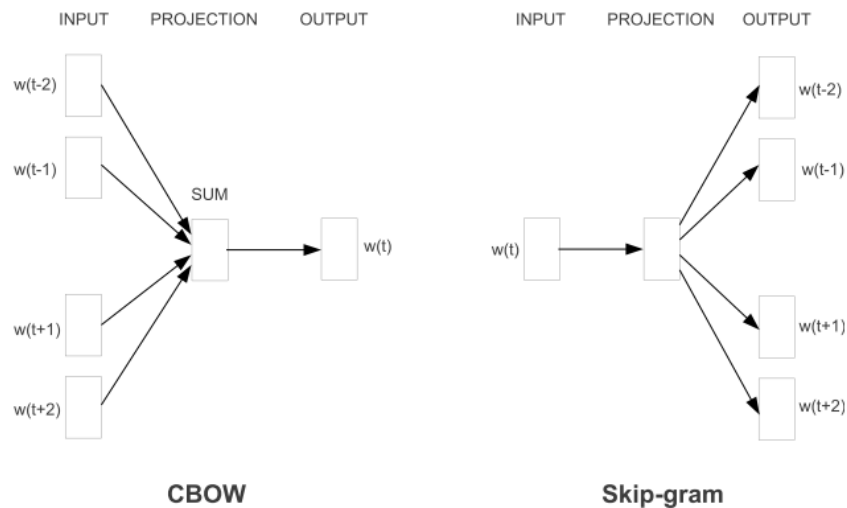 INPUT PROJECTION OUTPUT
w(t-2)
w(t-1)
SUM
w(t)
w(t+1)
w(t+2)
CBOW
INPUT PROJECTION OUTPUT
w(t-2)
w(t-1)
w(t)
w(t+1)
w(t+2)
Skip-gram